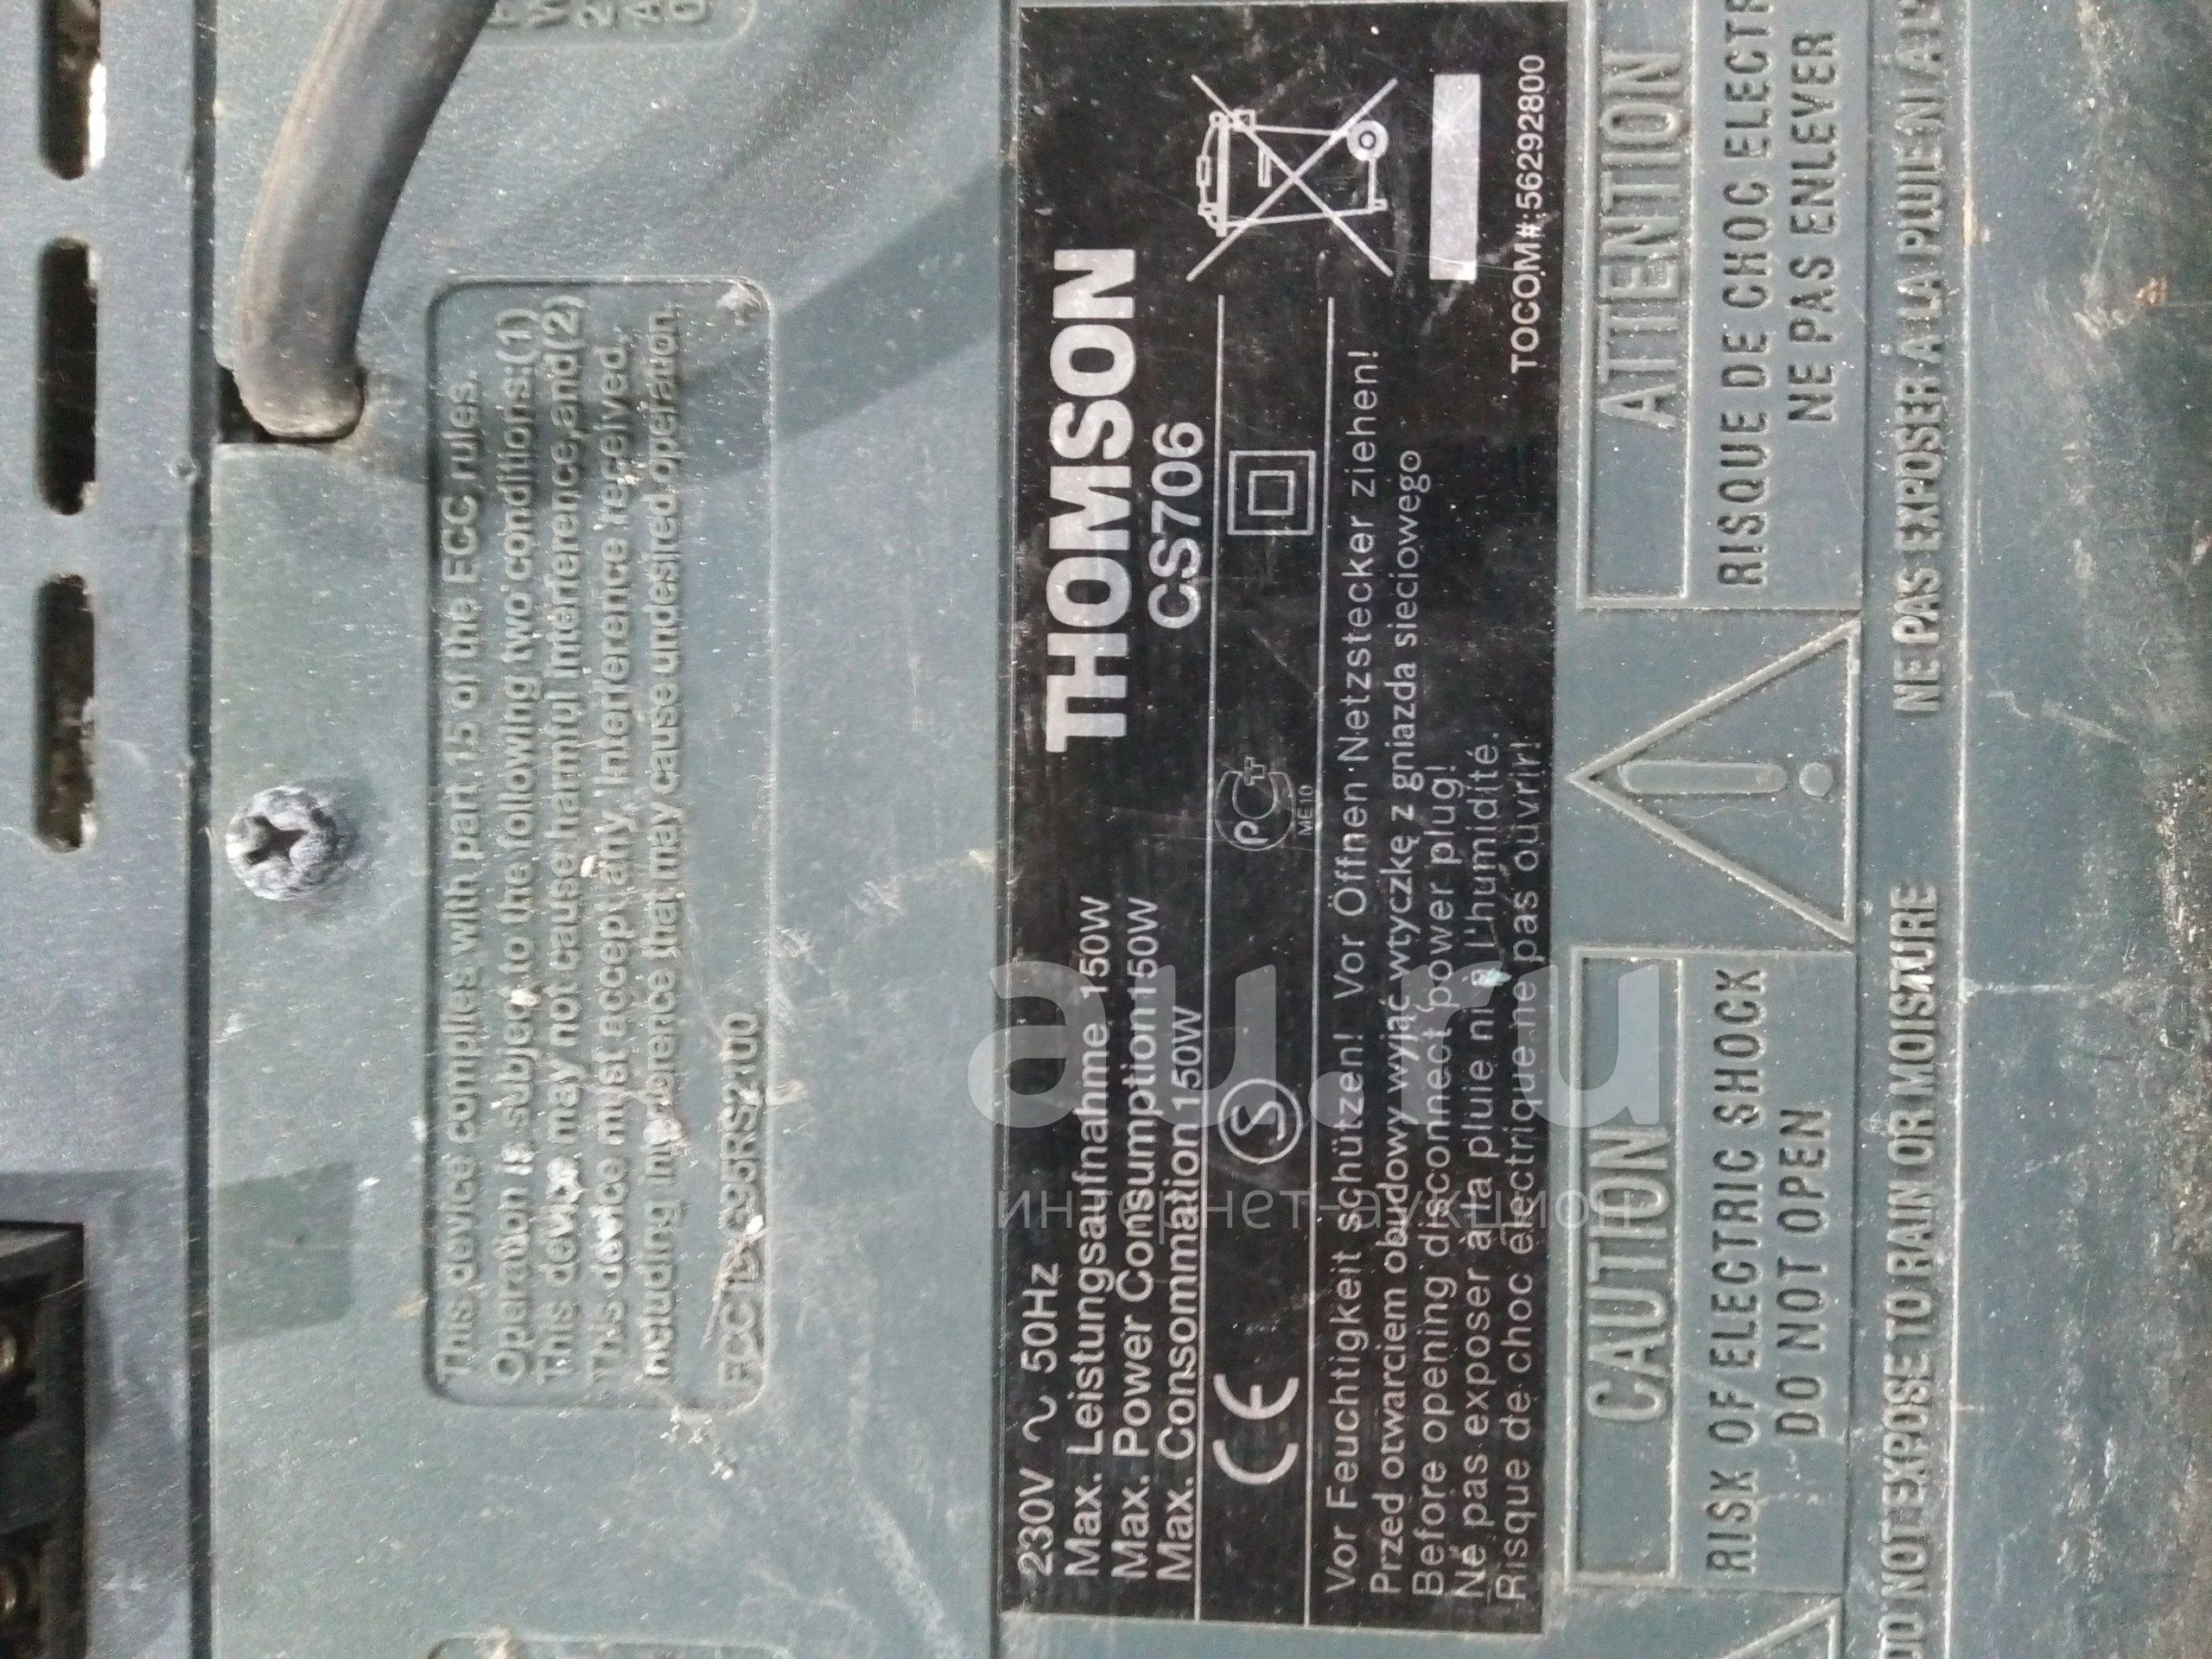 This device complies with part 15 of the FCC rules.
Operation is subject to the following two conditions:(1)
This device may not cause harmful interference,and(2)
This device must accept any, interference received,
including interference that may cause undesired operation.
230V ~ 50Hz
Max. Leistungsaufnahme 150W
Max. Power Consumption150W
Max. Consommation150W
THOMSON
CS706
CE
S
PCT
ME10
Vor Feuchtigkeit schützen! Vor Öffnen Netzstecker ziehen!
Przed otwarciem obudowy wyjąć wtyczkę z gniazda sieciowego
Before opening disconnect power plug!
Ne pas exposer à la pluie ni à l'humidité.
Risque de choc électrique-ne pas ouvrir!
TOCOM#:56292800
CAUTION
RISK OF ELECTRIC SHOCK
DO NOT OPEN
ATTENTION
RISQUE DE CHOC ELECTR
NE PAS ENLEVER
DO NOT EXPOSE TO RAIN OR MOISTURE
NE PAS EXPOSER A LA PLUIE NI A
au.ru
интернет-аукцион